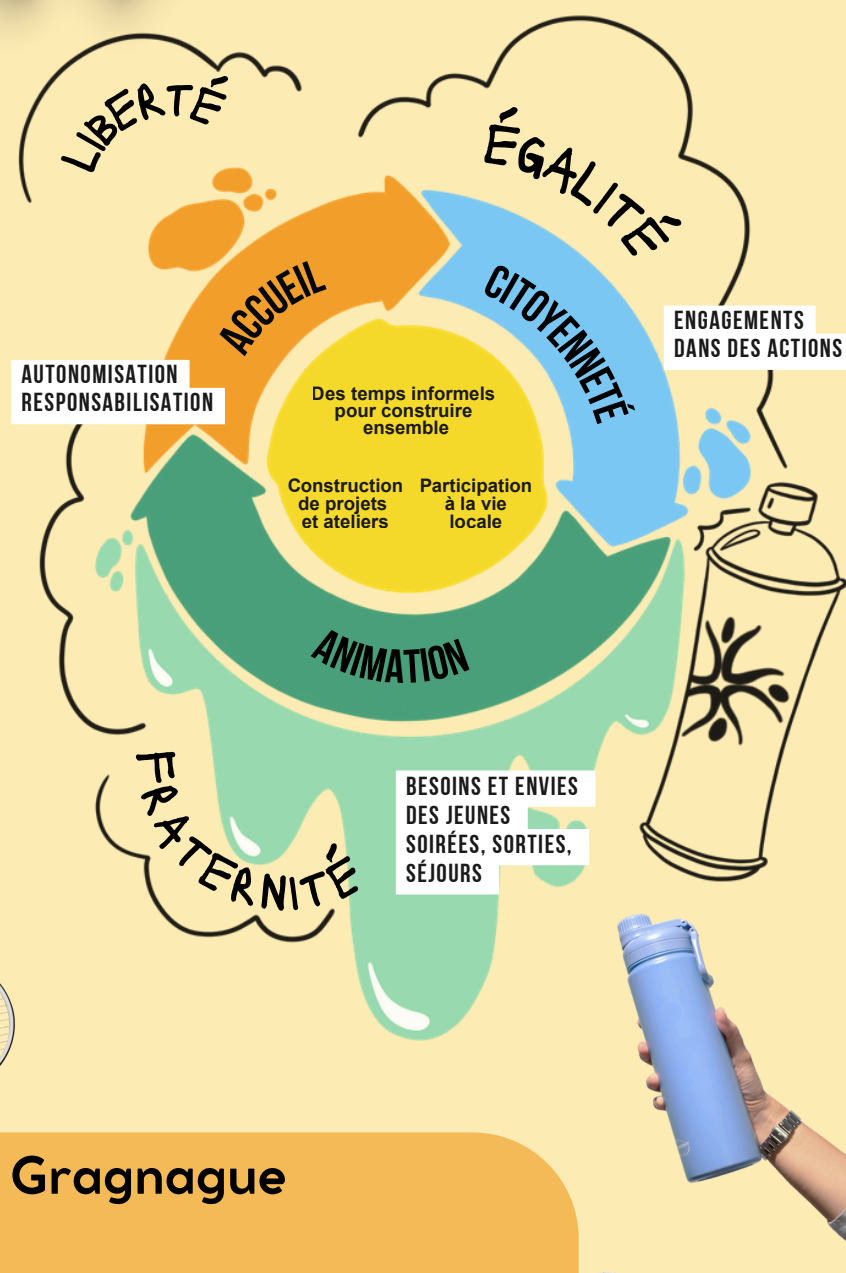 LIBERTÉ
ÉGALITÉ
ACCUEIL
CITOYENNETÉ
ENGAGEMENTS
DANS DES ACTIONS
AUTONOMISATION
RESPONSABILISATION
Des temps informels
pour construire
ensemble
Construction
de projets
et ateliers
Participation
à la vie
locale
ANIMATION
FRATERNITÉ
BESOINS ET ENVIES
DES JEUNES
SOIRÉES, SORTIES,
SÉJOURS
Gragnague